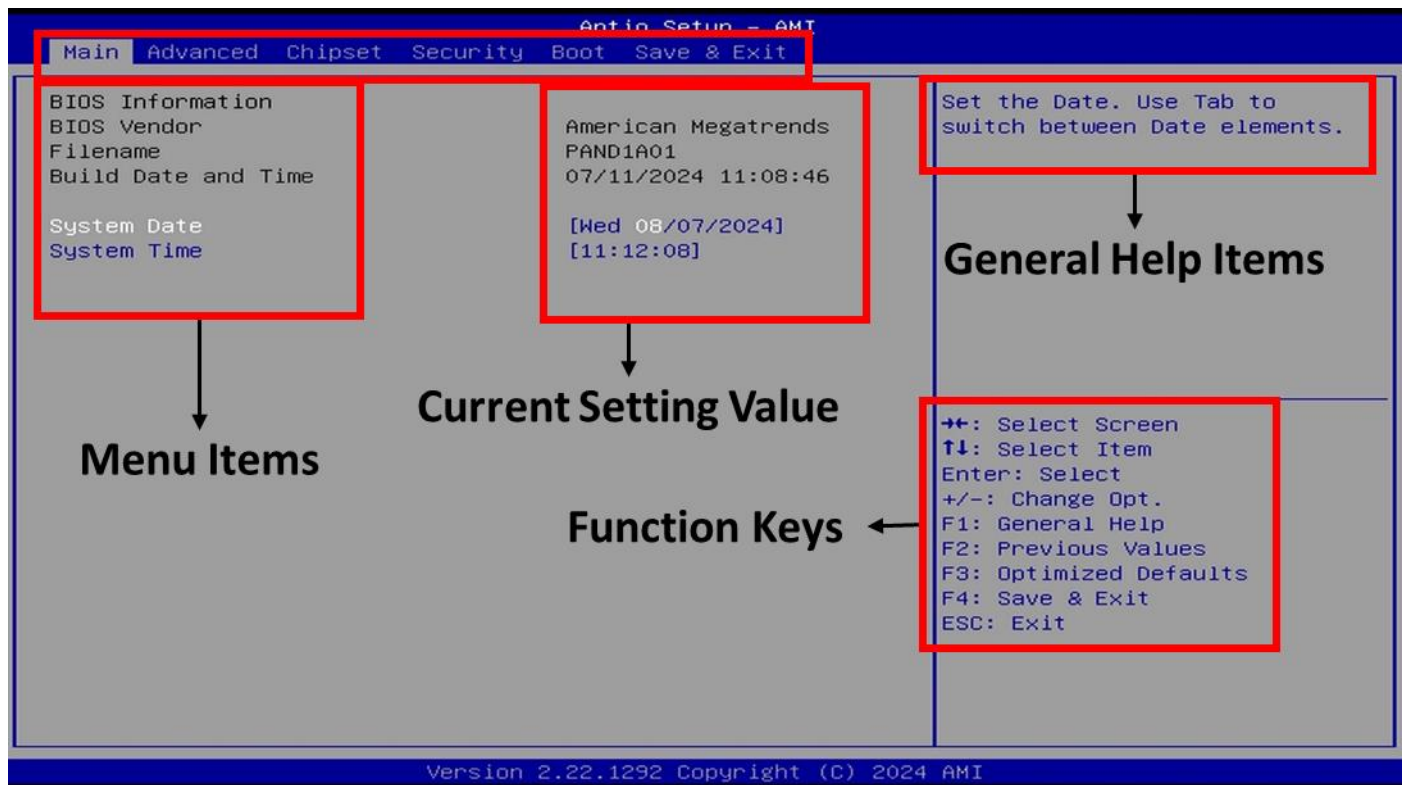 Aptio Setup – AMI
Main Advanced Chipset Security Boot Save & Exit
BIOS Information
BIOS Vendor American Megatrends
Filename PAND1A01
Build Date and Time 07/11/2024 11:08:46
System Date [Wed 08/07/2024]
System Time [11:12:08]
Set the Date. Use Tab to
switch between Date elements.
General Help Items
Current Setting Value
Menu Items
Function Keys
→←: Select Screen
↑↓: Select Item
Enter: Select
+/-: Change Opt.
F1: General Help
F2: Previous Values
F3: Optimized Defaults
F4: Save & Exit
ESC: Exit
Version 2.22.1292 Copyright (C) 2024 AMI